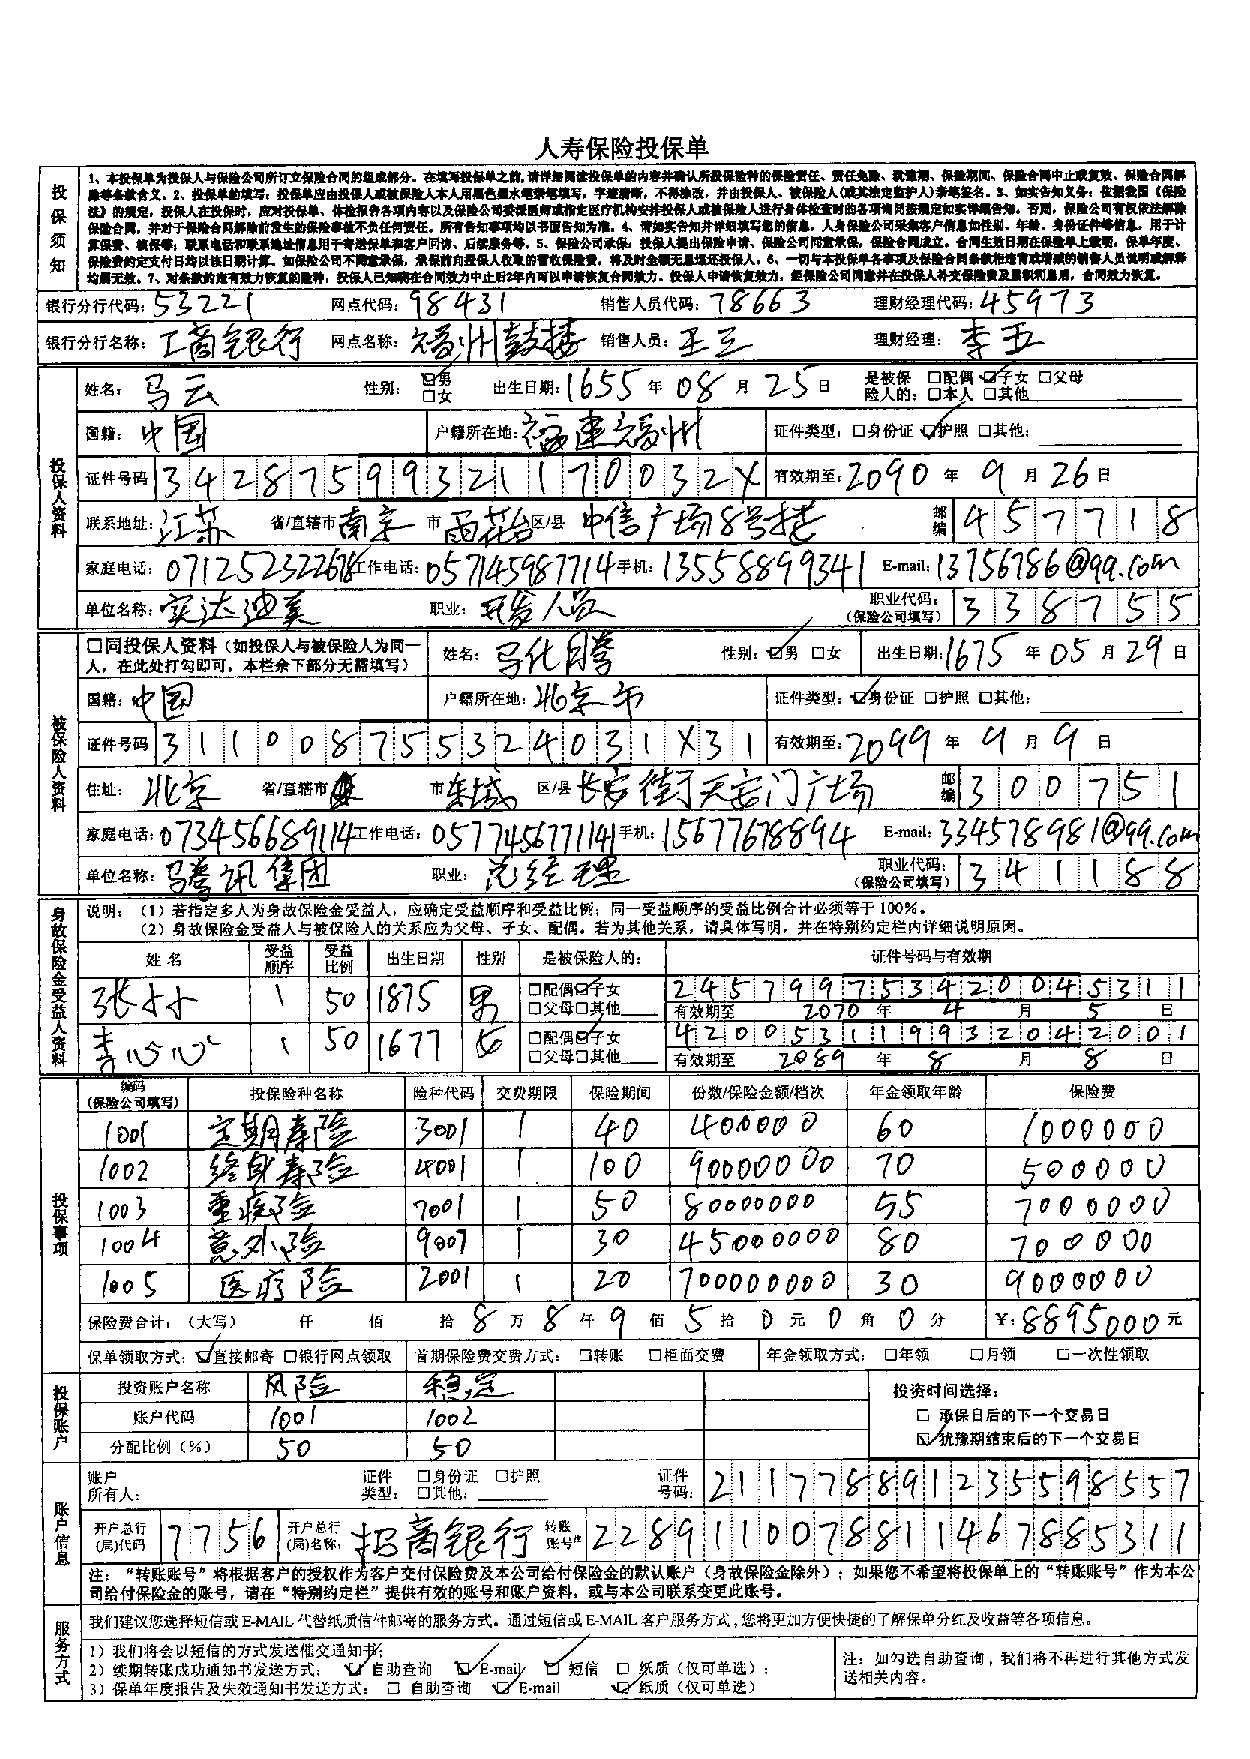 人寿保险投保单
投保须知
1、本投保单为投保人与保险公司所订立保险合同的组成部分。在填写投保单之前,请详细阅读投保单的内容并确认所投保险种的保险责任、责任免除、犹豫期、保险期间、保险合同中止或复效、保险合同解
除等条款含义。2、投保单的填写:投保单应由投保人或被保险人本人用黑色墨水笔亲笔填写,字迹清晰,不得涂改,并由投保人、被保险人(或其法定监护人)亲笔签名。3、如实告知义务:依据我国《保险
法》的规定,投保人在投保时,应对投保单、体检报告各项内容以及保险公司委派医师或指定医疗机构安排投保人或被保险人进行身体检查时的各项询问按规定如实详细告知。否则,保险公司有权依法解除
保险合同,并对于保险合同解除前发生的保险事故不负任何责任。所有告知事项均以书面告知为准。4、请如实告知并详细填写您的信息,人身保险公司采集客户信息如性别、年龄、身份证件等信息,用于计
算保费、核保等;联系电话和联系地址信息用于寄送保单和客户回访、后续服务等。5、保险公司承保:投保人提出保险申请、保险公司同意承保,保险合同成立。合同生效日期在保险单上载明,保单年度、
保险费约定支付日均以该日期计算。如保险公司不同意承保,承保前向投保人收取的暂收保险费,将及时全额无息退还投保人。6、一切与本投保单各事项及保险合同条款相违背或增减的销售人员说明或解释
均属无效。7、对条款约定有效力恢复的险种,投保人已知晓在合同效力中止后2年内可以申请恢复合同效力。投保人申请恢复效力,经保险公司同意并在投保人补交保险费及累积利息后,合同效力恢复。
银行分行代码:53221 网点代码:98431 销售人员代码:78663 理财经理代码:45973
银行分行名称:工商银行 网点名称:福州鼓楼 销售人员:王三 理财经理:李五
投保人资料
姓名:马云 性别:☑男 □女 出生日期:1655年08月25日 是被保险人的:□配偶☑子女□父母□本人□其他
国籍:中国 户籍所在地:福建福州 证件类型:□身份证☑护照□其他:
证件号码 34287599321170032X 有效期至:2090年9月26日
联系地址:江苏 省/直辖市 南京 市 雨花台 区/县 中信广场8号楼 邮编 457718
家庭电话:071252322678 工作电话:057145987714 手机:13558899341 E-mail:13756786@qq.com
单位名称:实达迪美 职业:开发人员 职业代码:(保险公司填写) 338755
被保险人资料
□同投保人资料(如投保人与被保险人为同一人,在此处打勾即可,本栏余下部分无需填写) 姓名:马化腾 性别:☑男 □女 出生日期:1675年05月29日
国籍:中国 户籍所在地:北京市 证件类型:☑身份证□护照□其他:
证件号码 31100875532403 1X31 有效期至:2099年9月9日
住址:北京 省/直辖市 市 东城 区/县 长安街天安门广场 邮编 300751
家庭电话:073456689114 工作电话:0577456771141 手机:15677678894 E-mail:334578981@qq.com
单位名称:马腾讯集团 职业:总经理 职业代码:(保险公司填写) 341188
身故保险金受益人资料
说明:(1)若指定多人为身故保险金受益人,应确定受益顺序和受益比例;同一受益顺序的受益比例合计必须等于100%。
(2)身故保险金受益人与被保险人的关系应为父母、子女、配偶。若为其他关系,请具体写明,并在特别约定栏内详细说明原因。
姓名 受益顺序 受益比例 出生日期 性别 是被保险人的: 证件号码与有效期
张大大 1 50 1875 男 □配偶☑子女□父母□其他 245799753420045311
有效期至 2070年4月5日
李心心 1 50 1677 女 □配偶☑子女□父母□其他 420053119932042001
有效期至 2089年8月8日
投保事项
编码(保险公司填写) 投保险种名称 险种代码 交费期限 保险期间 份数/保险金额/档次 年金领取年龄 保险费
1001 定期寿险 3001 1 40 400000 60 1000000
1002 终身寿险 4001 1 100 90000000 70 500000
1003 重疾险 7001 1 50 80000000 55 7000000
1004 意外险 9007 1 30 45000000 80 700000
1005 医疗险 2001 1 20 700000000 30 9000000
保险费合计:(大写) 仟 佰 拾8万8仟9佰5拾0元0角0分 ¥:8895000元
保单领取方式:☑直接邮寄□银行网点领取 首期保险费交费方式:□转账 □柜面交费 年金领取方式:□年领 □月领 □一次性领取
投保账户
投资账户名称 风险 稳定 投资时间选择:
账户代码 1001 1002 □ 承保日后的下一个交易日
分配比例(%) 50 50 ☑ 犹豫期结束后的下一个交易日
账户信息
账户所有人: 证件类型:□身份证 □护照 □其他: 证件号码:211778891235598557
开户总行(局)代码 7756 开户总行(局)名称:招商银行 转账账号 2289110078811467885311
注:“转账账号”将根据客户的授权作为客户交付保险费及本公司给付保险金的默认账户(身故保险金除外);如果您不希望将投保单上的“转账账号”作为本公
司给付保险金的账号,请在“特别约定栏”提供有效的账号和账户资料,或与本公司联系变更此账号。
服务方式
我们建议您选择短信或E-MAIL代替纸质信件邮寄的服务方式。通过短信或E-MAIL客户服务方式,您将更加方便快捷的了解保单分红及收益等各项信息。
1)我们将会以短信的方式发送催交通知书;
2)续期转账成功通知书发送方式:☑自助查询 ☑E-mail ☑短信 □纸质(仅可单选);
3)保单年度报告及失效通知书发送方式:□自助查询 ☑E-mail ☑纸质(仅可单选)
注:如勾选自助查询,我们将不再进行其他方式发
送相关内容。